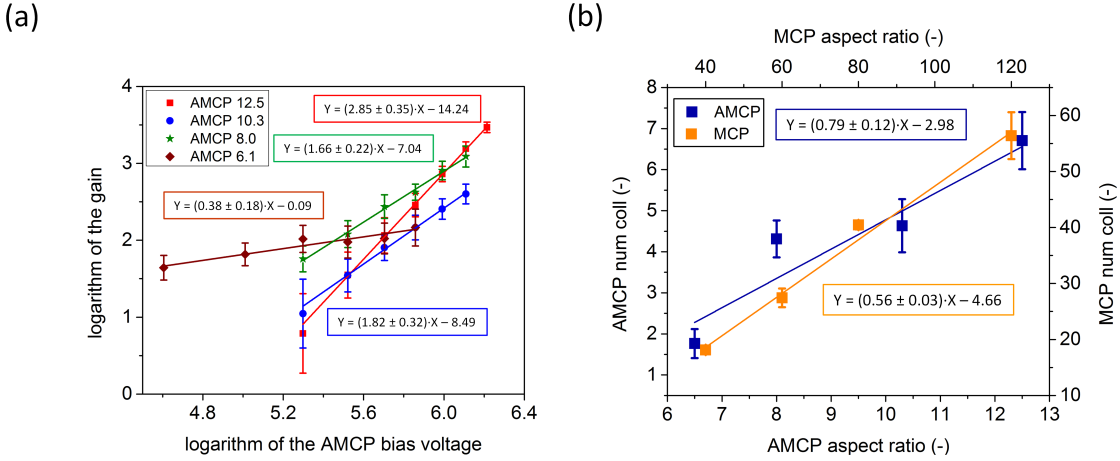 (a)
(b)
4
3
2
1
0
4.8
5.2
5.6
6.0
6.4
logarithm of the gain
logarithm of the AMCP bias voltage
AMCP 12.5
AMCP 10.3
AMCP 8.0
AMCP 6.1
Y = (2.85 ± 0.35)·X – 14.24
Y = (1.66 ± 0.22)·X – 7.04
Y = (0.38 ± 0.18)·X – 0.09
Y = (1.82 ± 0.32)·X – 8.49
MCP aspect ratio (-)
40
60
80
100
120
8
7
6
5
4
3
2
1
AMCP num coll (-)
AMCP
MCP
Y = (0.79 ± 0.12)·X – 2.98
Y = (0.56 ± 0.03)·X – 4.66
60
50
40
30
20
10
MCP num coll (-)
6
7
8
9
10
11
12
13
AMCP aspect ratio (-)